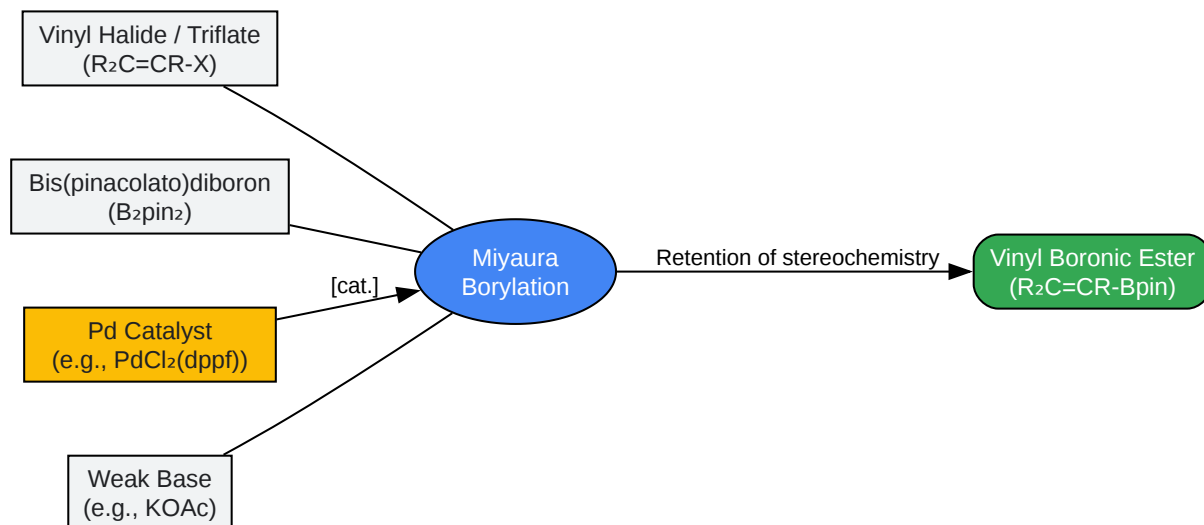 Vinyl Halide / Triflate
(R₂C=CR-X)
Bis(pinacolato)diboron
(B₂pin₂)
[cat.]
Pd Catalyst
(e.g., PdCl₂(dppf))
Weak Base
(e.g., KOAc)
Miyaura
Borylation
Retention of stereochemistry
Vinyl Boronic Ester
(R₂C=CR-Bpin)